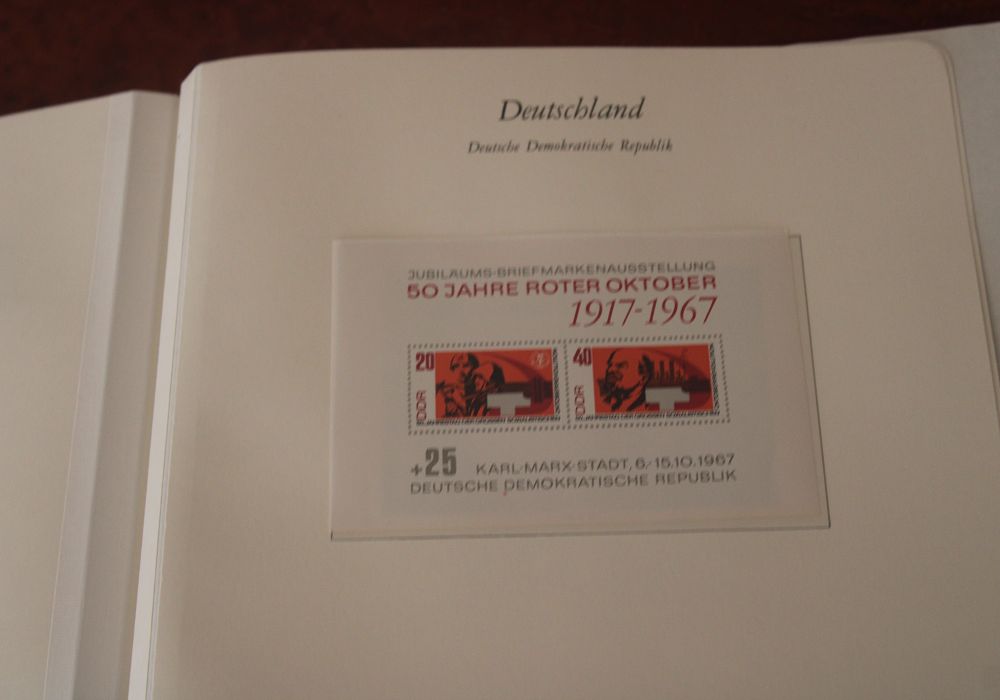 Deutschland
Deutsche Demokratische Republik
JUBILÄUMS-BRIEFMARKENAUSSTELLUNG
50 JAHRE ROTER OKTOBER
1917-1967
20
DDR
40
DDR
+25
KARL-MARX-STADT, 6.-15.10.1967
DEUTSCHE DEMOKRATISCHE REPUBLIK